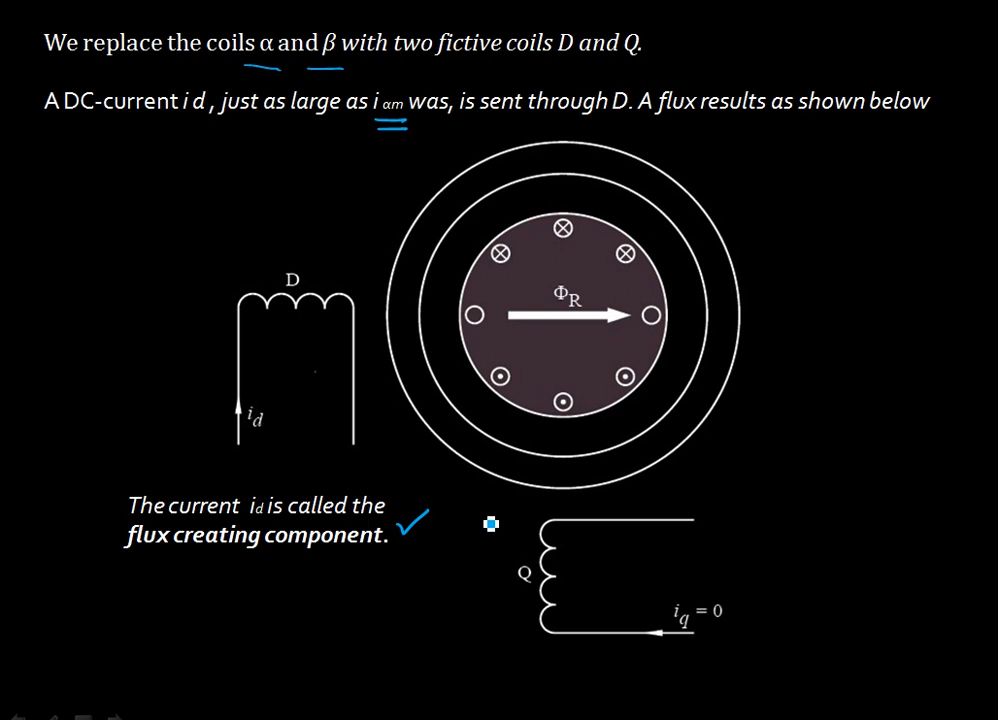 We replace the coils α and β with two fictive coils D and Q.
A DC-current i d , just as large as i αm was, is sent through D. A flux results as shown below
D
ΦR
id
The current id is called the
flux creating component.
Q
iq = 0